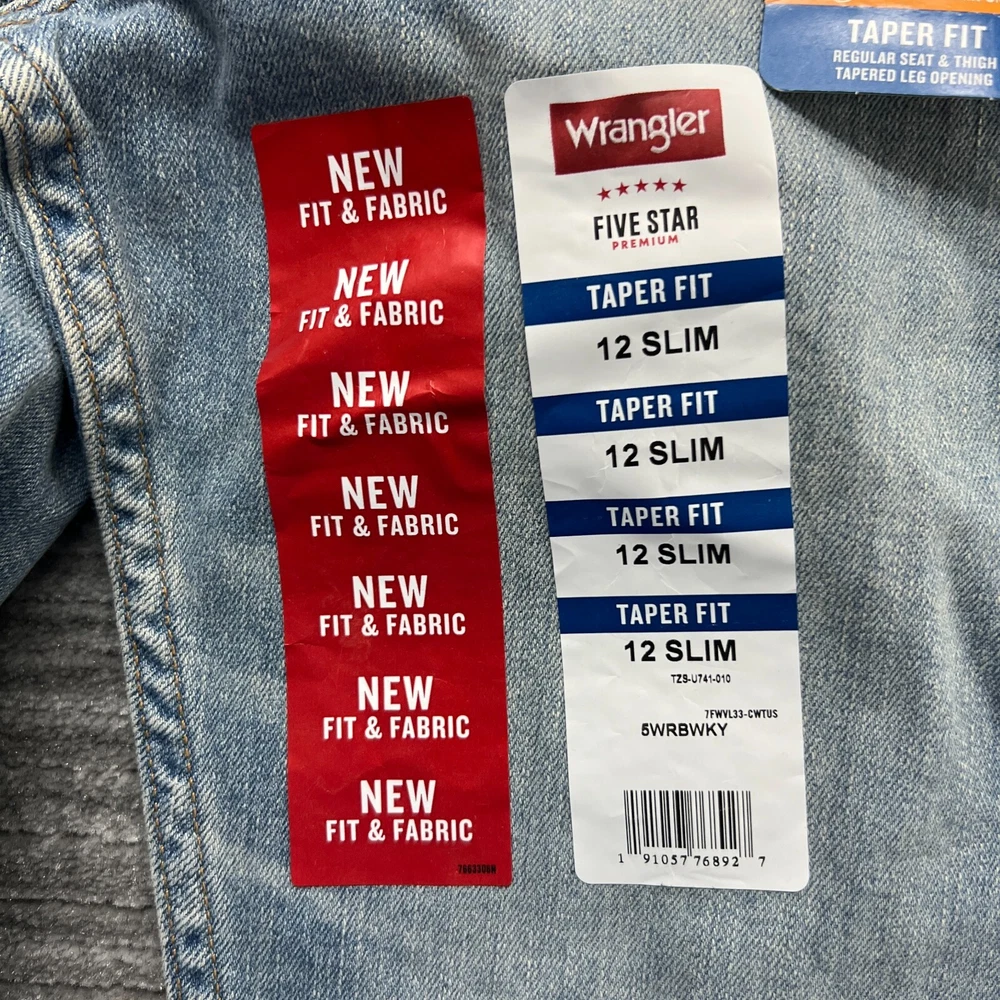 TAPER FIT
REGULAR SEAT & THIGH
TAPERED LEG OPENING
NEW
FIT & FABRIC
NEW
FIT & FABRIC
NEW
FIT & FABRIC
NEW
FIT & FABRIC
NEW
FIT & FABRIC
NEW
FIT & FABRIC
NEW
FIT & FABRIC
Wrangler
FIVE STAR
PREMIUM
TAPER FIT
12 SLIM
TAPER FIT
12 SLIM
TAPER FIT
12 SLIM
TAPER FIT
12 SLIM
TZS-U741-010
7FWVL33-CWTUS
5WRBWKY
1 91057 76892 7